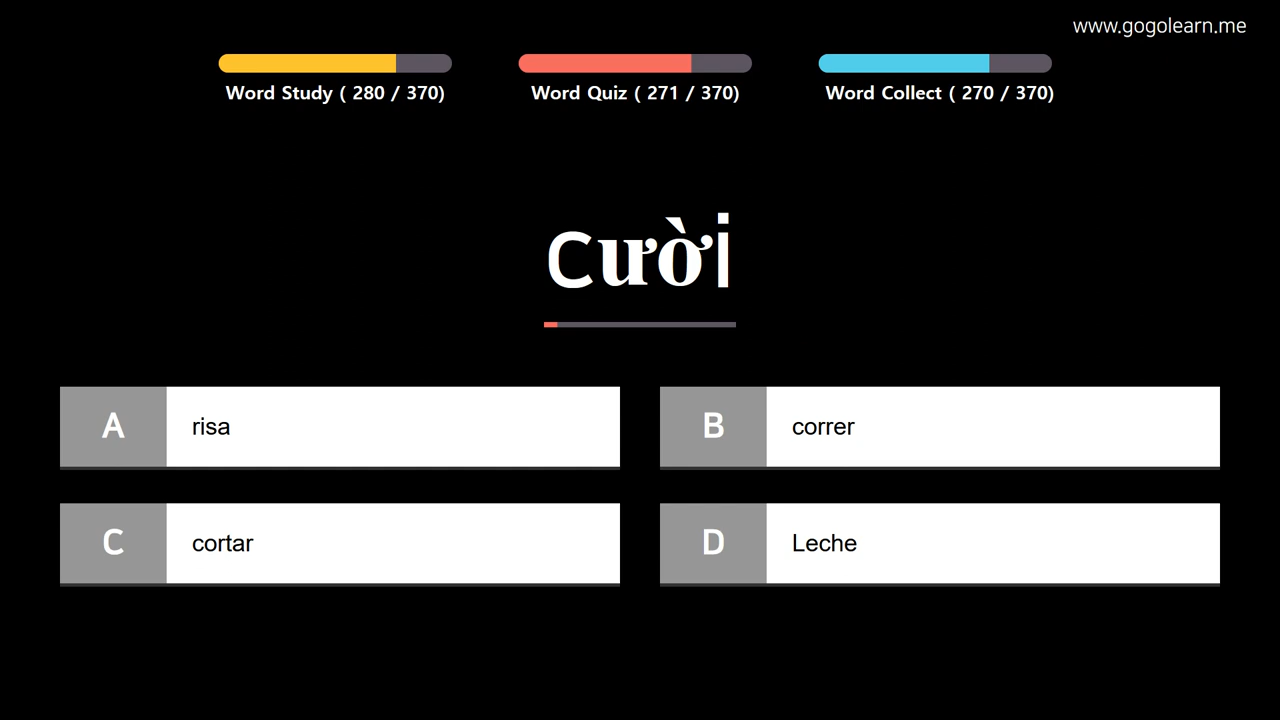 www.gogolearn.me
Word Study ( 280 / 370)
Word Quiz ( 271 / 370)
Word Collect ( 270 / 370)
cười
A
risa
B
correr
C
cortar
D
Leche